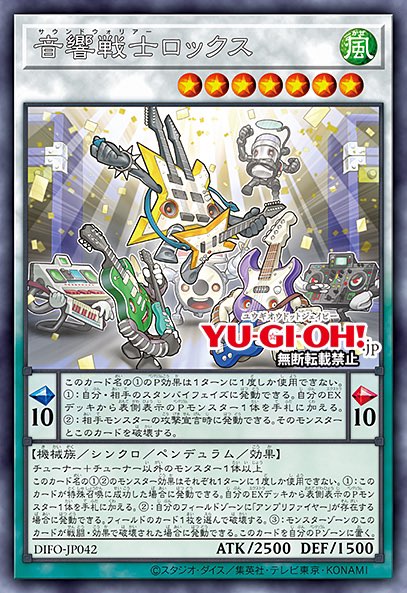 サウンドウォリアー
音響戦士ロックス
かぜ
風
ユウギオウドットジェイピー
YU-GI-OH!.jp
無断転載禁止
このカード名の①のP効果は1ターンに1度しか使用できない。
①:自分・相手のスタンバイフェイズに発動できる。自分のEX
デッキから表側表示のPモンスター1体を手札に加える。
②:相手モンスターの攻撃宣言時に発動できる。そのモンスター
とこのカードを破壊する。
10
10
【機械族/シンクロ/ペンデュラム/効果】
チューナー+チューナー以外のモンスター1体以上
このカード名の①②のモンスター効果はそれぞれ1ターンに1度しか使用できない。①:この
カードが特殊召喚に成功した場合に発動できる。自分のEXデッキから表側表示のPモン
スター1体を手札に加える。②:自分のフィールドゾーンに「アンプリファイヤー」が存在す
る場合に発動できる。フィールドのカード1枚を選んで破壊する。③:モンスターゾーンのこの
カードが戦闘・効果で破壊された場合に発動できる。このカードを自分のPゾーンに置く。
DIFO-JP042
ATK/2500 DEF/1500
©スタジオ・ダイス/集英社・テレビ東京・KONAMI